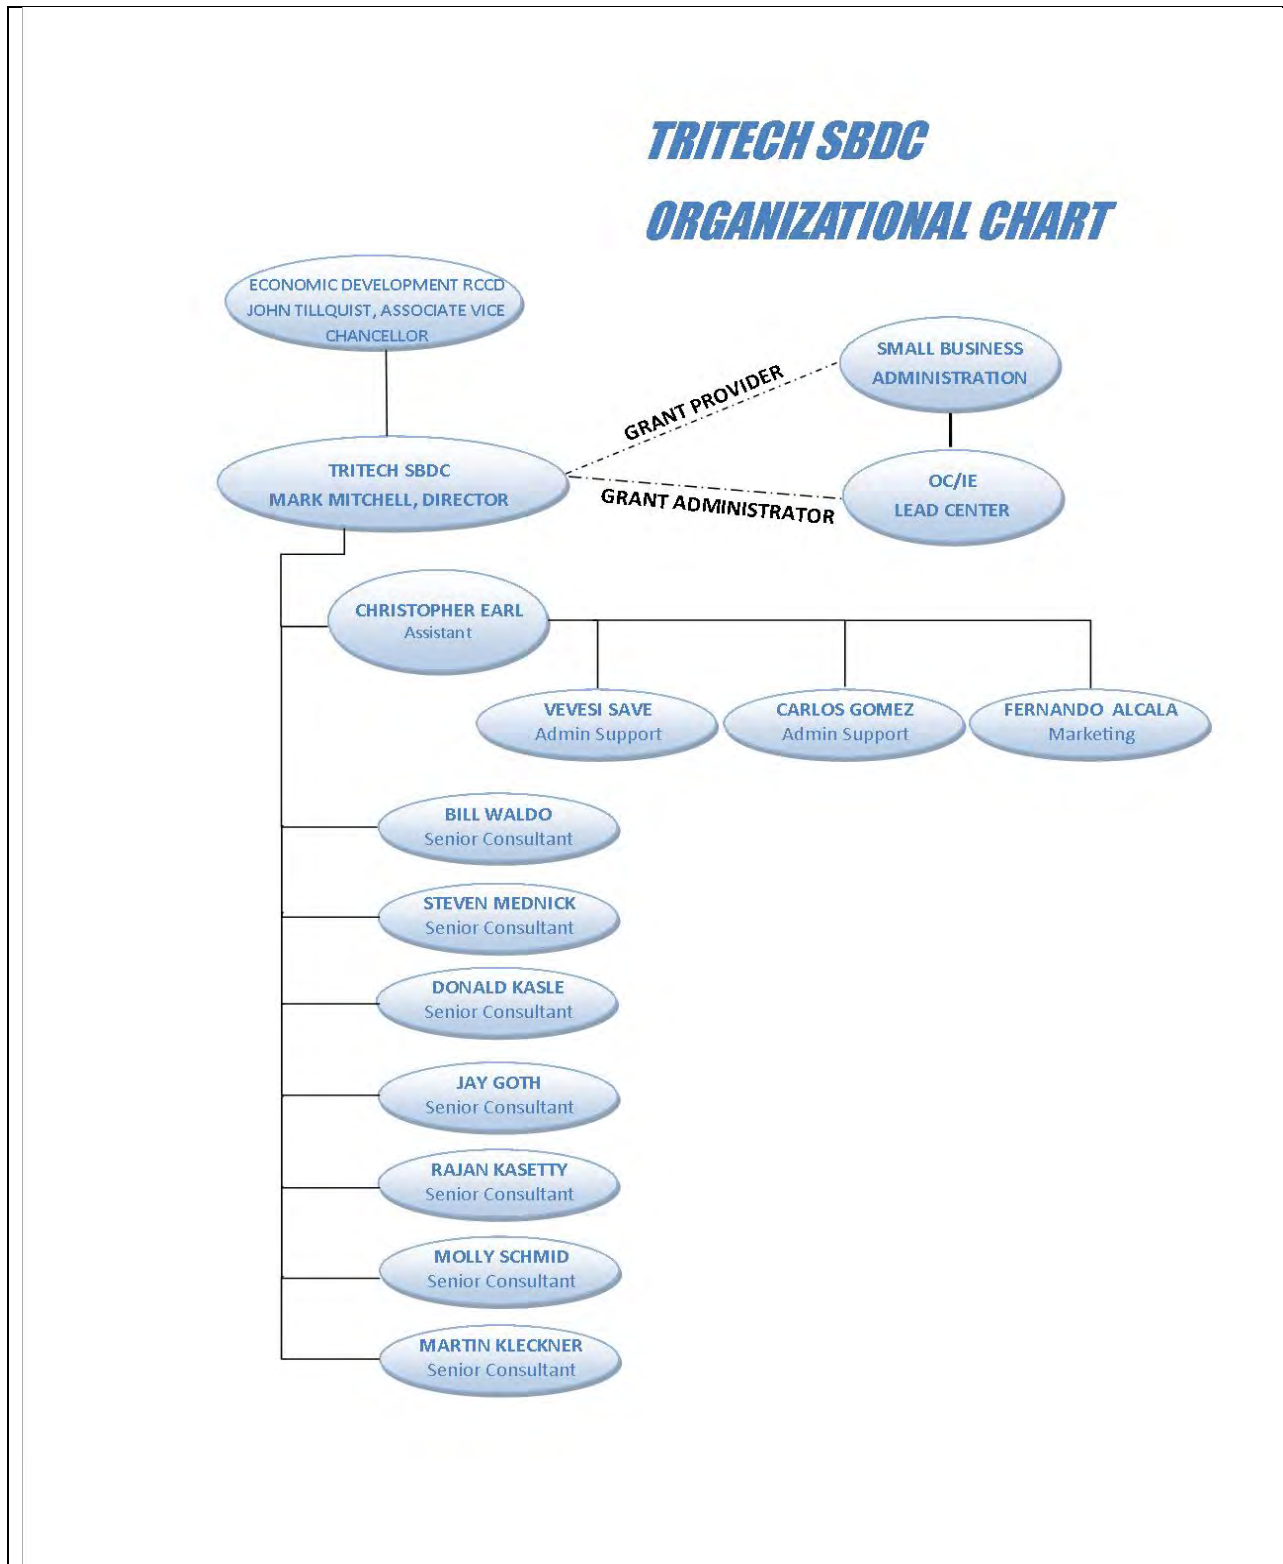 TRITECH SBDC
ORGANIZATIONAL CHART
ECONOMIC DEVELOPMENT RCCD
JOHN TILLQUIST, ASSOCIATE VICE
CHANCELLOR
SMALL BUSINESS
ADMINISTRATION
GRANT PROVIDER
TRITECH SBDC
MARK MITCHELL, DIRECTOR
GRANT ADMINISTRATOR
OC/IE
LEAD CENTER
CHRISTOPHER EARL
Assistant
VEVESI SAVE
Admin Support
CARLOS GOMEZ
Admin Support
FERNANDO ALCALA
Marketing
BILL WALDO
Senior Consultant
STEVEN MEDNICK
Senior Consultant
DONALD KASLE
Senior Consultant
JAY GOTH
Senior Consultant
RAJAN KASETTY
Senior Consultant
MOLLY SCHMID
Senior Consultant
MARTIN KLECKNER
Senior Consultant